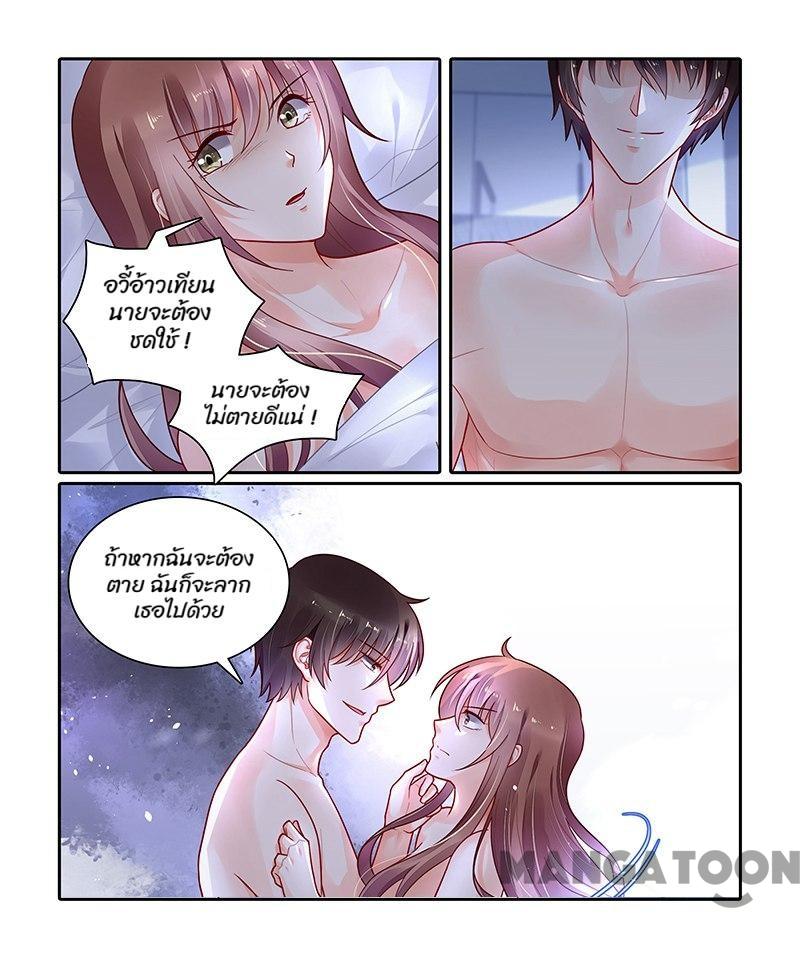 อวี้อ้าวเทียน
นายจะต้อง
ชดใช้ !
นายจะต้อง
ไม่ตายดีแน่ !
ถ้าหากฉันจะต้อง
ตาย ฉันก็จะลาก
เธอไปด้วย
MANGATOON